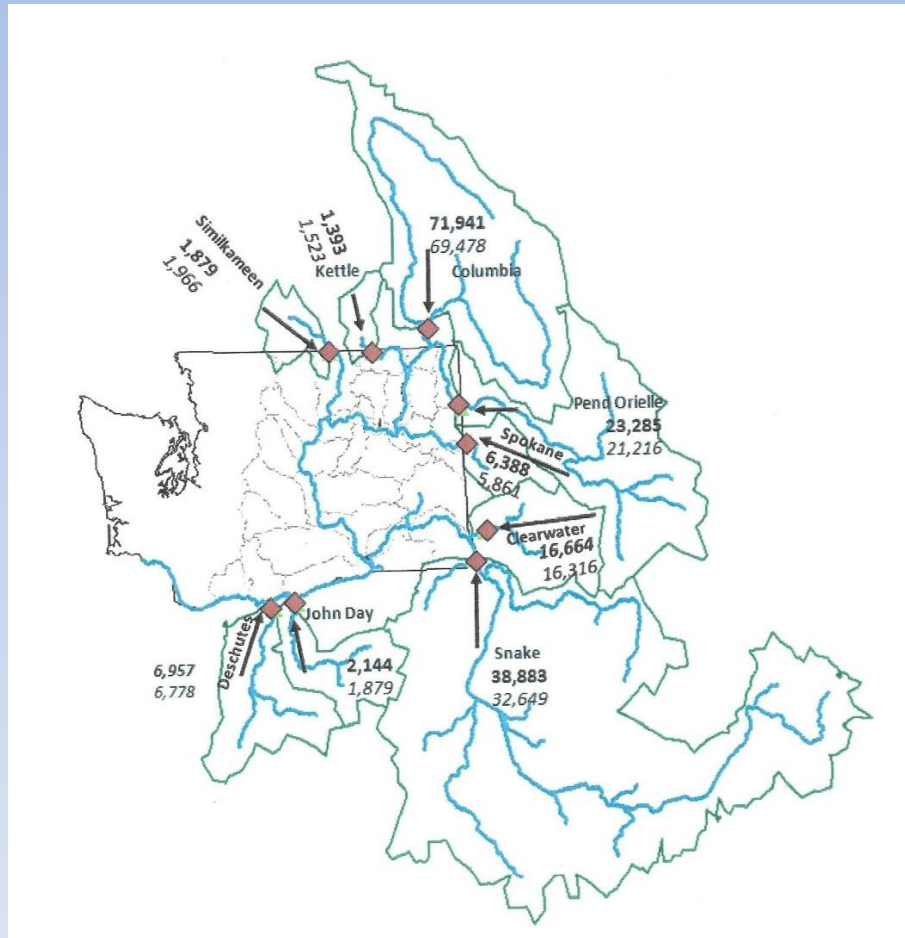 Similkameen
1,879
1,966
1,393
1,523
Kettle
71,941
69,478
Columbia
Pend Orielle
23,285
21,216
Spokane
6,388
5,861
Clearwater
16,664
16,316
John Day
2,144
1,879
Deschutes
6,957
6,778
Snake
38,883
32,649